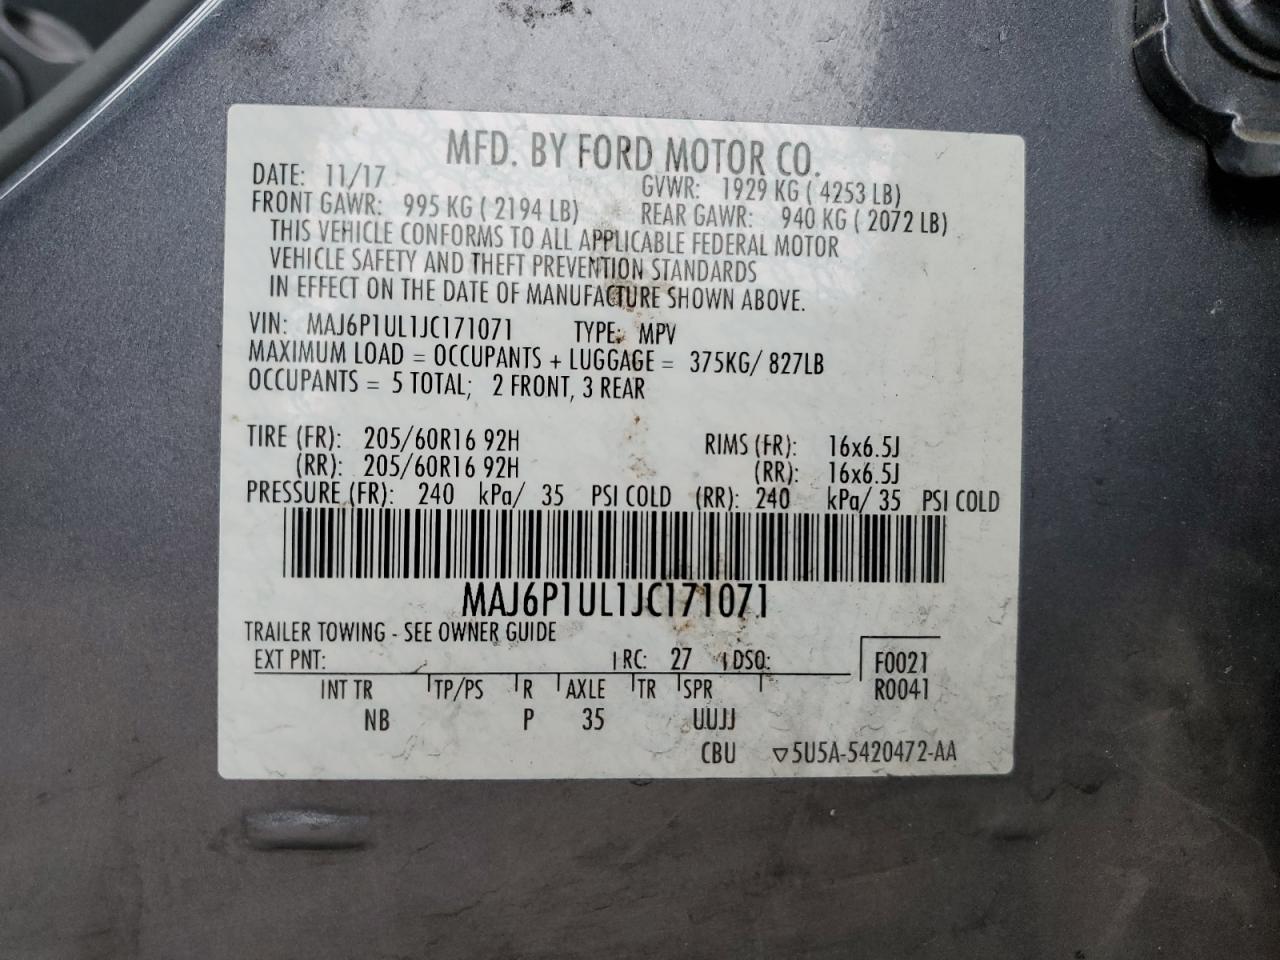 MFD. BY FORD MOTOR CO.
DATE: 11/17 GVWR: 1929 KG ( 4253 LB)
FRONT GAWR: 995 KG ( 2194 LB) REAR GAWR: 940 KG ( 2072 LB)
THIS VEHICLE CONFORMS TO ALL APPLICABLE FEDERAL MOTOR
VEHICLE SAFETY AND THEFT PREVENTION STANDARDS
IN EFFECT ON THE DATE OF MANUFACTURE SHOWN ABOVE.
VIN: MAJ6P1UL1JC171071 TYPE: MPV
MAXIMUM LOAD = OCCUPANTS + LUGGAGE = 375KG/ 827LB
OCCUPANTS = 5 TOTAL; 2 FRONT, 3 REAR
TIRE (FR): 205/60R16 92H RIMS (FR): 16x6.5J
(RR): 205/60R16 92H (RR): 16x6.5J
PRESSURE (FR): 240 kPa/ 35 PSI COLD (RR): 240 kPa/ 35 PSI COLD
MAJ6P1UL1JC171071
TRAILER TOWING - SEE OWNER GUIDE
EXT PNT: RC: 27 DSO: F0021
INT TR TP/PS R AXLE TR SPR R0041
NB P 35 UUJJ
CBU ▽5U5A-5420472-AA